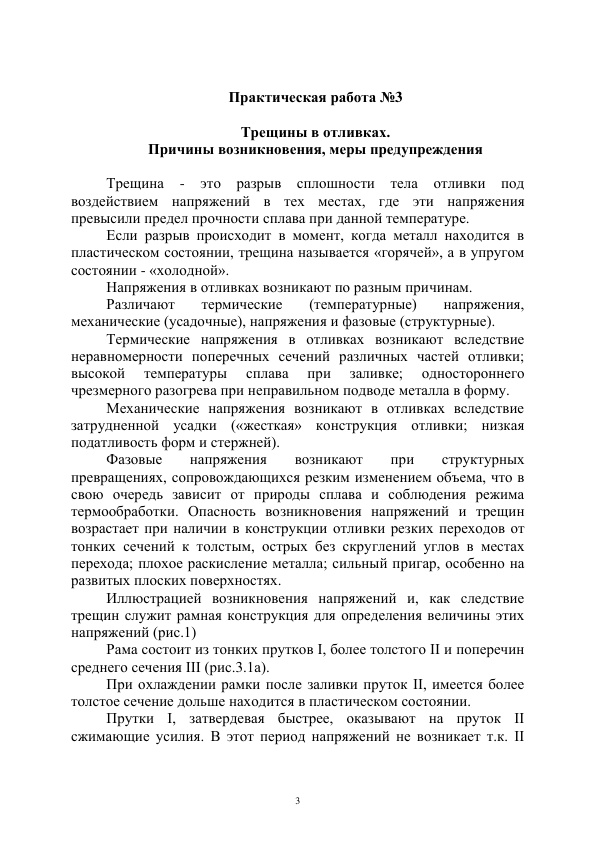 Практическая работа №3
Трещины в отливках.
Причины возникновения, меры предупреждения
Трещина - это разрыв сплошности тела отливки под
воздействием напряжений в тех местах, где эти напряжения
превысили предел прочности сплава при данной температуре.
Если разрыв происходит в момент, когда металл находится в
пластическом состоянии, трещина называется «горячей», а в упругом
состоянии - «холодной».
Напряжения в отливках возникают по разным причинам.
Различают термические (температурные) напряжения,
механические (усадочные), напряжения и фазовые (структурные).
Термические напряжения в отливках возникают вследствие
неравномерности поперечных сечений различных частей отливки;
высокой температуры сплава при заливке; одностороннего
чрезмерного разогрева при неправильном подводе металла в форму.
Механические напряжения возникают в отливках вследствие
затрудненной усадки («жесткая» конструкция отливки; низкая
податливость форм и стержней).
Фазовые напряжения возникают при структурных
превращениях, сопровождающихся резким изменением объема, что в
свою очередь зависит от природы сплава и соблюдения режима
термообработки. Опасность возникновения напряжений и трещин
возрастает при наличии в конструкции отливки резких переходов от
тонких сечений к толстым, острых без скруглений углов в местах
перехода; плохое раскисление металла; сильный пригар, особенно на
развитых плоских поверхностях.
Иллюстрацией возникновения напряжений и, как следствие
трещин служит рамная конструкция для определения величины этих
напряжений (рис.1)
Рама состоит из тонких прутков I, более толстого II и поперечин
среднего сечения III (рис.3.1а).
При охлаждении рамки после заливки пруток II, имеется более
толстое сечение дольше находится в пластическом состоянии.
Прутки I, затвердевая быстрее, оказывают на пруток II
сжимающие усилия. В этот период напряжений не возникает т.к. II
3